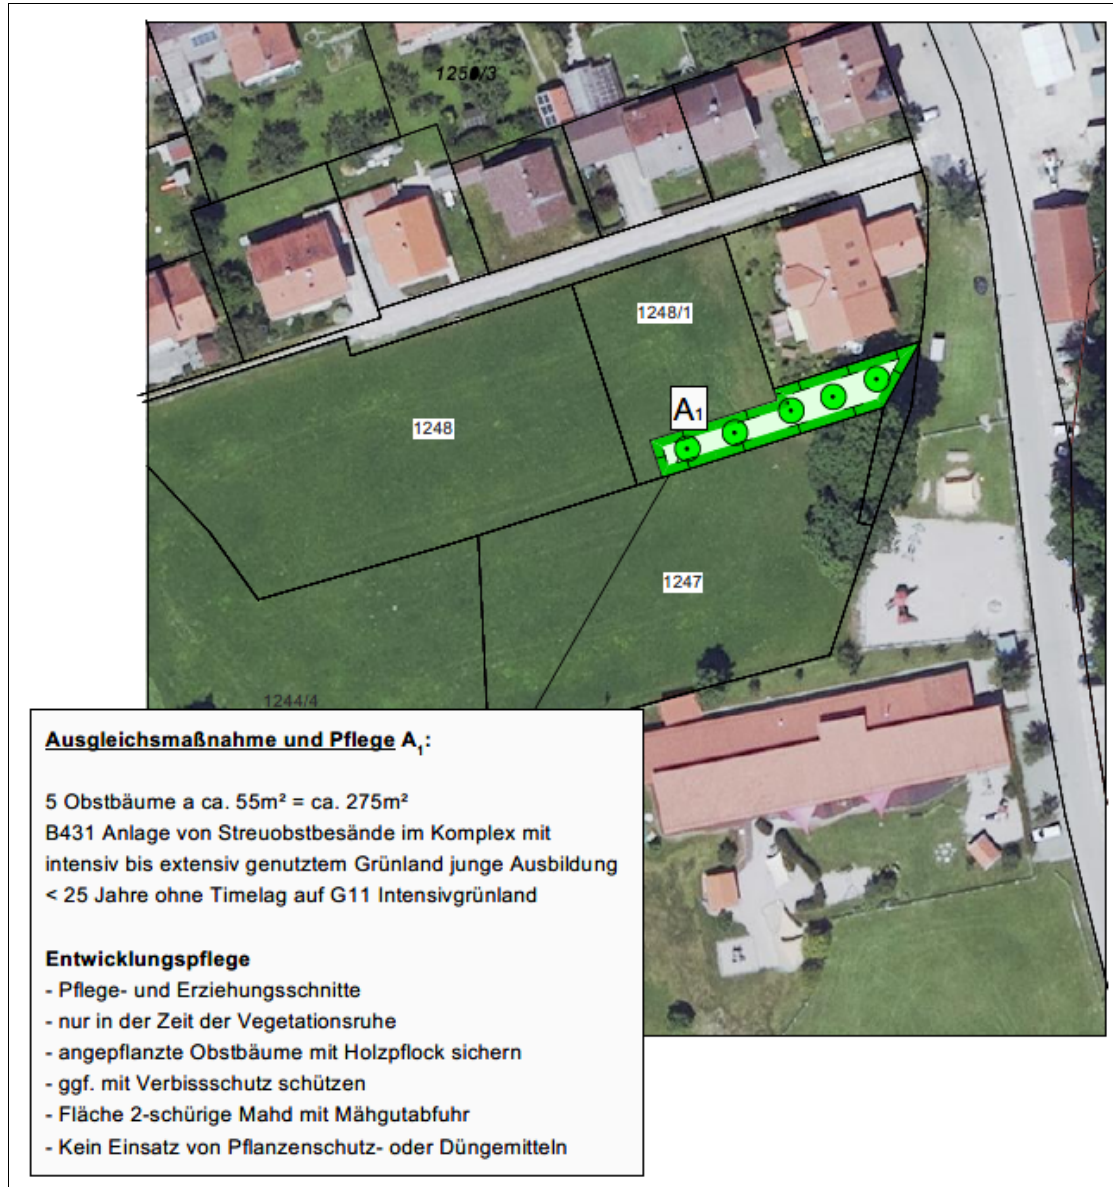 1250/3
1248/1
A1
1248
1247
1244/4
Ausgleichsmaßnahme und Pflege A1:
5 Obstbäume a ca. 55m² = ca. 275m²
B431 Anlage von Streuobstbesände im Komplex mit
intensiv bis extensiv genutztem Grünland junge Ausbildung
< 25 Jahre ohne Timelag auf G11 Intensivgrünland
Entwicklungspflege
- Pflege- und Erziehungsschnitte
- nur in der Zeit der Vegetationsruhe
- angepflanzte Obstbäume mit Holzpflock sichern
- ggf. mit Verbissschutz schützen
- Fläche 2-schürige Mahd mit Mähgutabfuhr
- Kein Einsatz von Pflanzenschutz- oder Düngemitteln